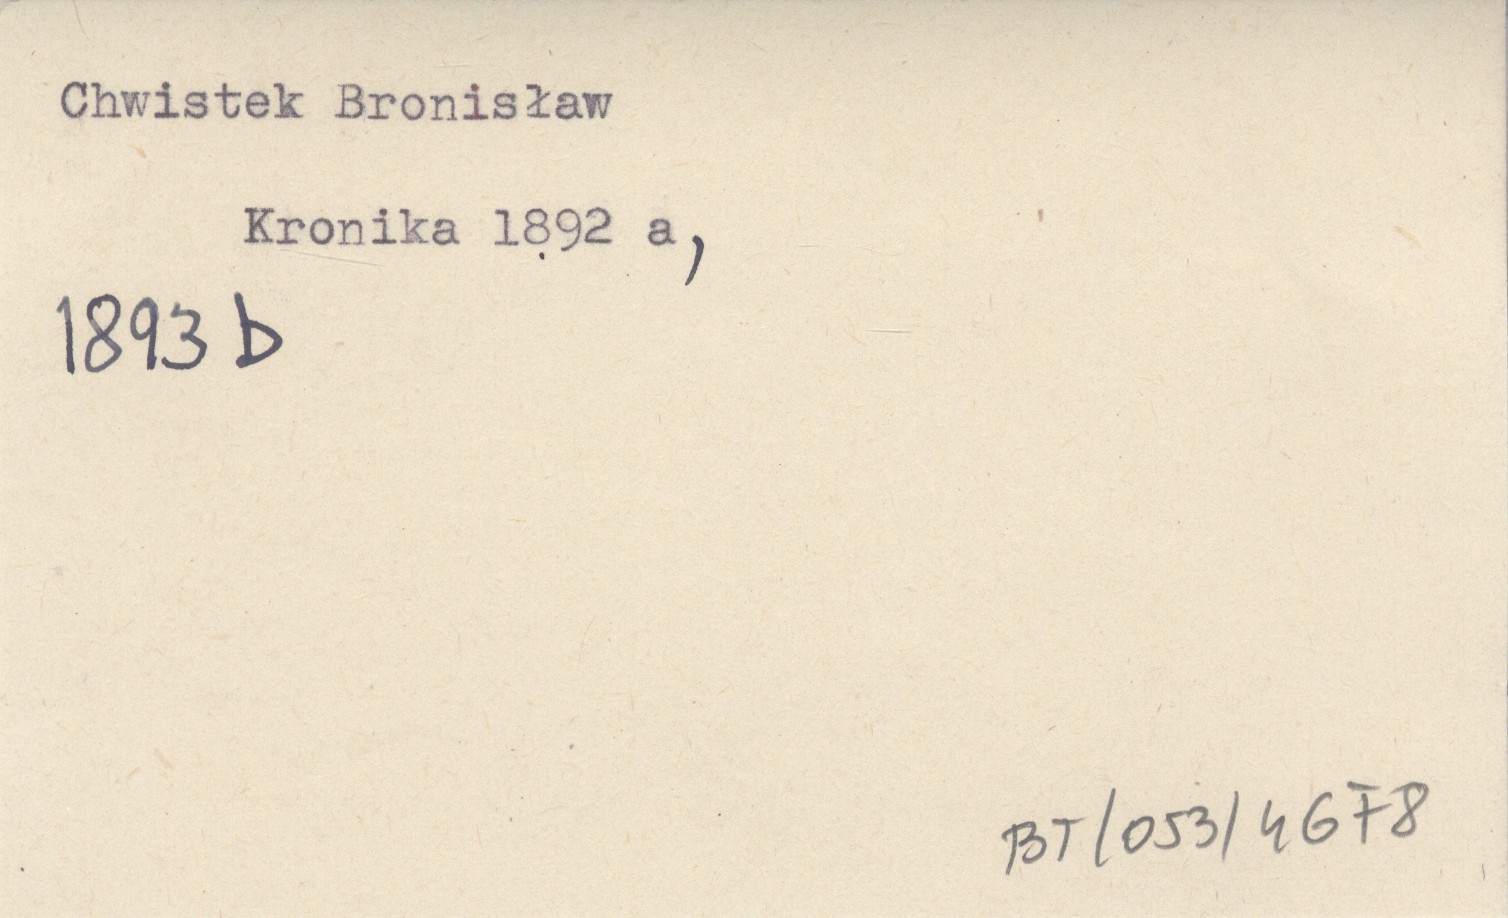 Chwistek Bronisław
Kronika 1892 a,
1893 b
BT/053/4678